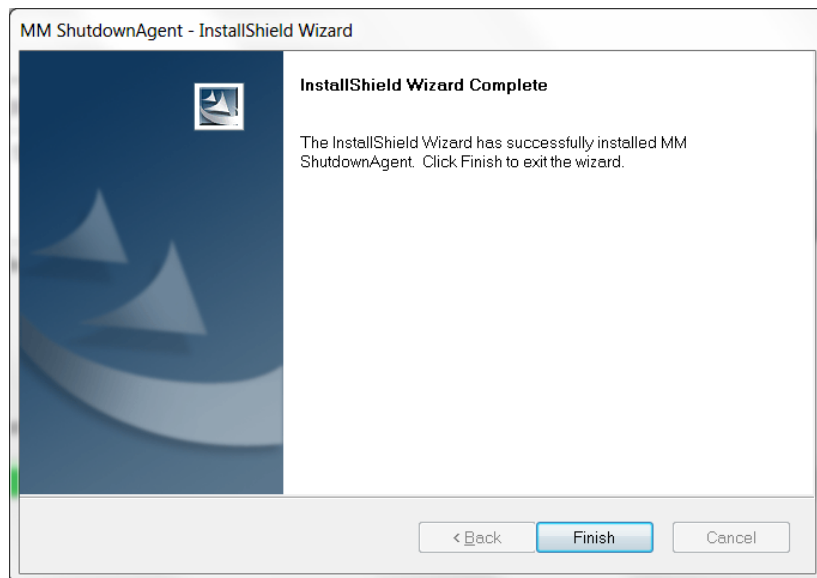 MM ShutdownAgent - InstallShield Wizard
InstallShield Wizard Complete
The InstallShield Wizard has successfully installed MM
ShutdownAgent. Click Finish to exit the wizard.
< Back
Finish
Cancel